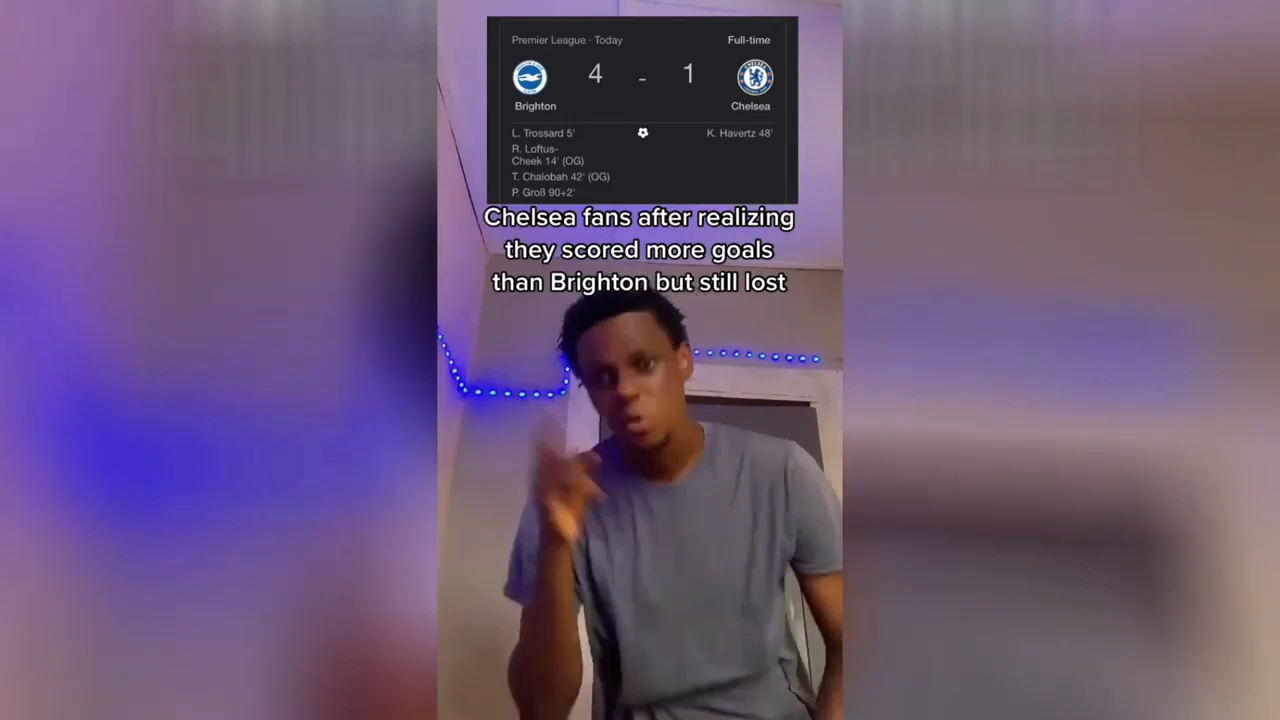 Premier League · Today Full-time
4 - 1
Brighton Chelsea
L. Trossard 5' K. Havertz 48'
R. Loftus-
Cheek 14' (OG)
T. Chalobah 42' (OG)
P. Groß 90+2'
Chelsea fans after realizing
they scored more goals
than Brighton but still lost